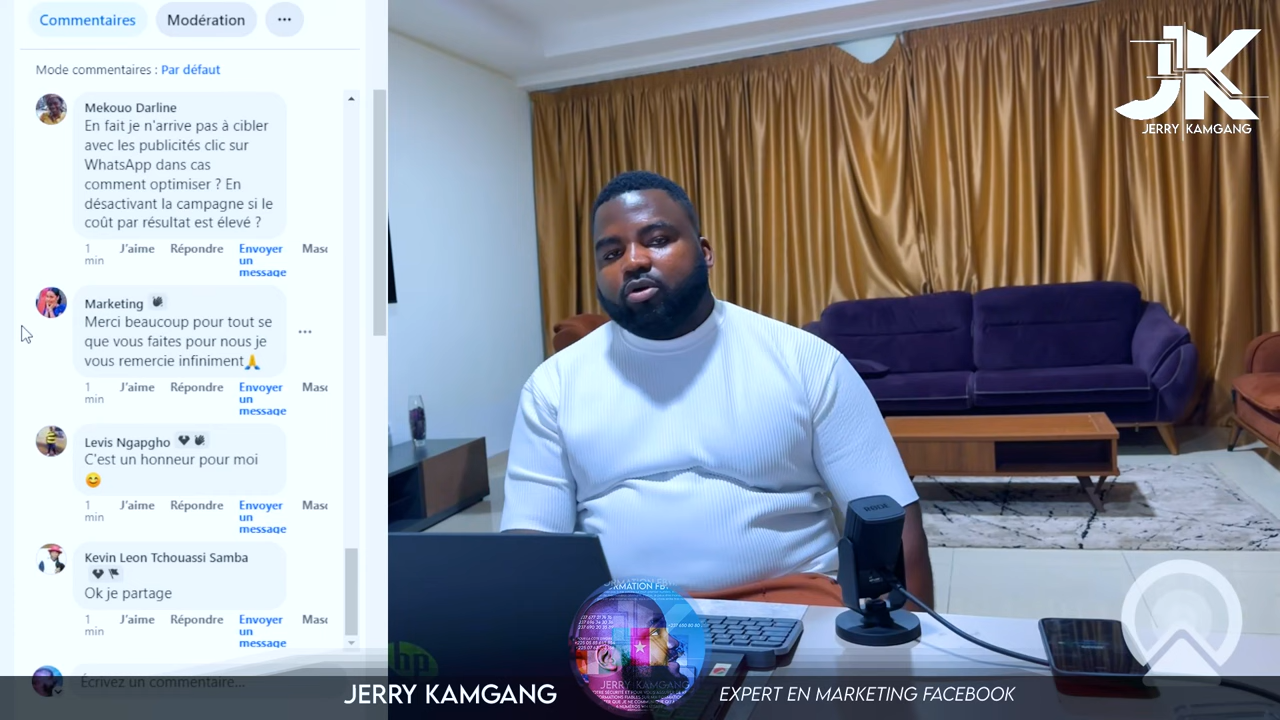 Commentaires
Modération
Mode commentaires : Par défaut
Mekouo Darline
En fait je n'arrive pas à cibler
avec les publicités clic sur
WhatsApp dans cas
comment optimiser ? En
désactivant la campagne si le
coût par résultat est élevé ?
1 min J'aime Répondre Envoyer un message
Marketing
Merci beaucoup pour tout se
que vous faites pour nous je
vous remercie infiniment🙏
1 min J'aime Répondre Envoyer un message
Levis Ngapgho
C'est un honneur pour moi
😊
1 min J'aime Répondre Envoyer un message
Kevin Leon Tchouassi Samba
Ok je partage
1 min J'aime Répondre Envoyer un message
Écrivez un commentaire...
JK
JERRY KAMGANG
RODE
hp
JERRY KAMGANG
EXPERT EN MARKETING FACEBOOK